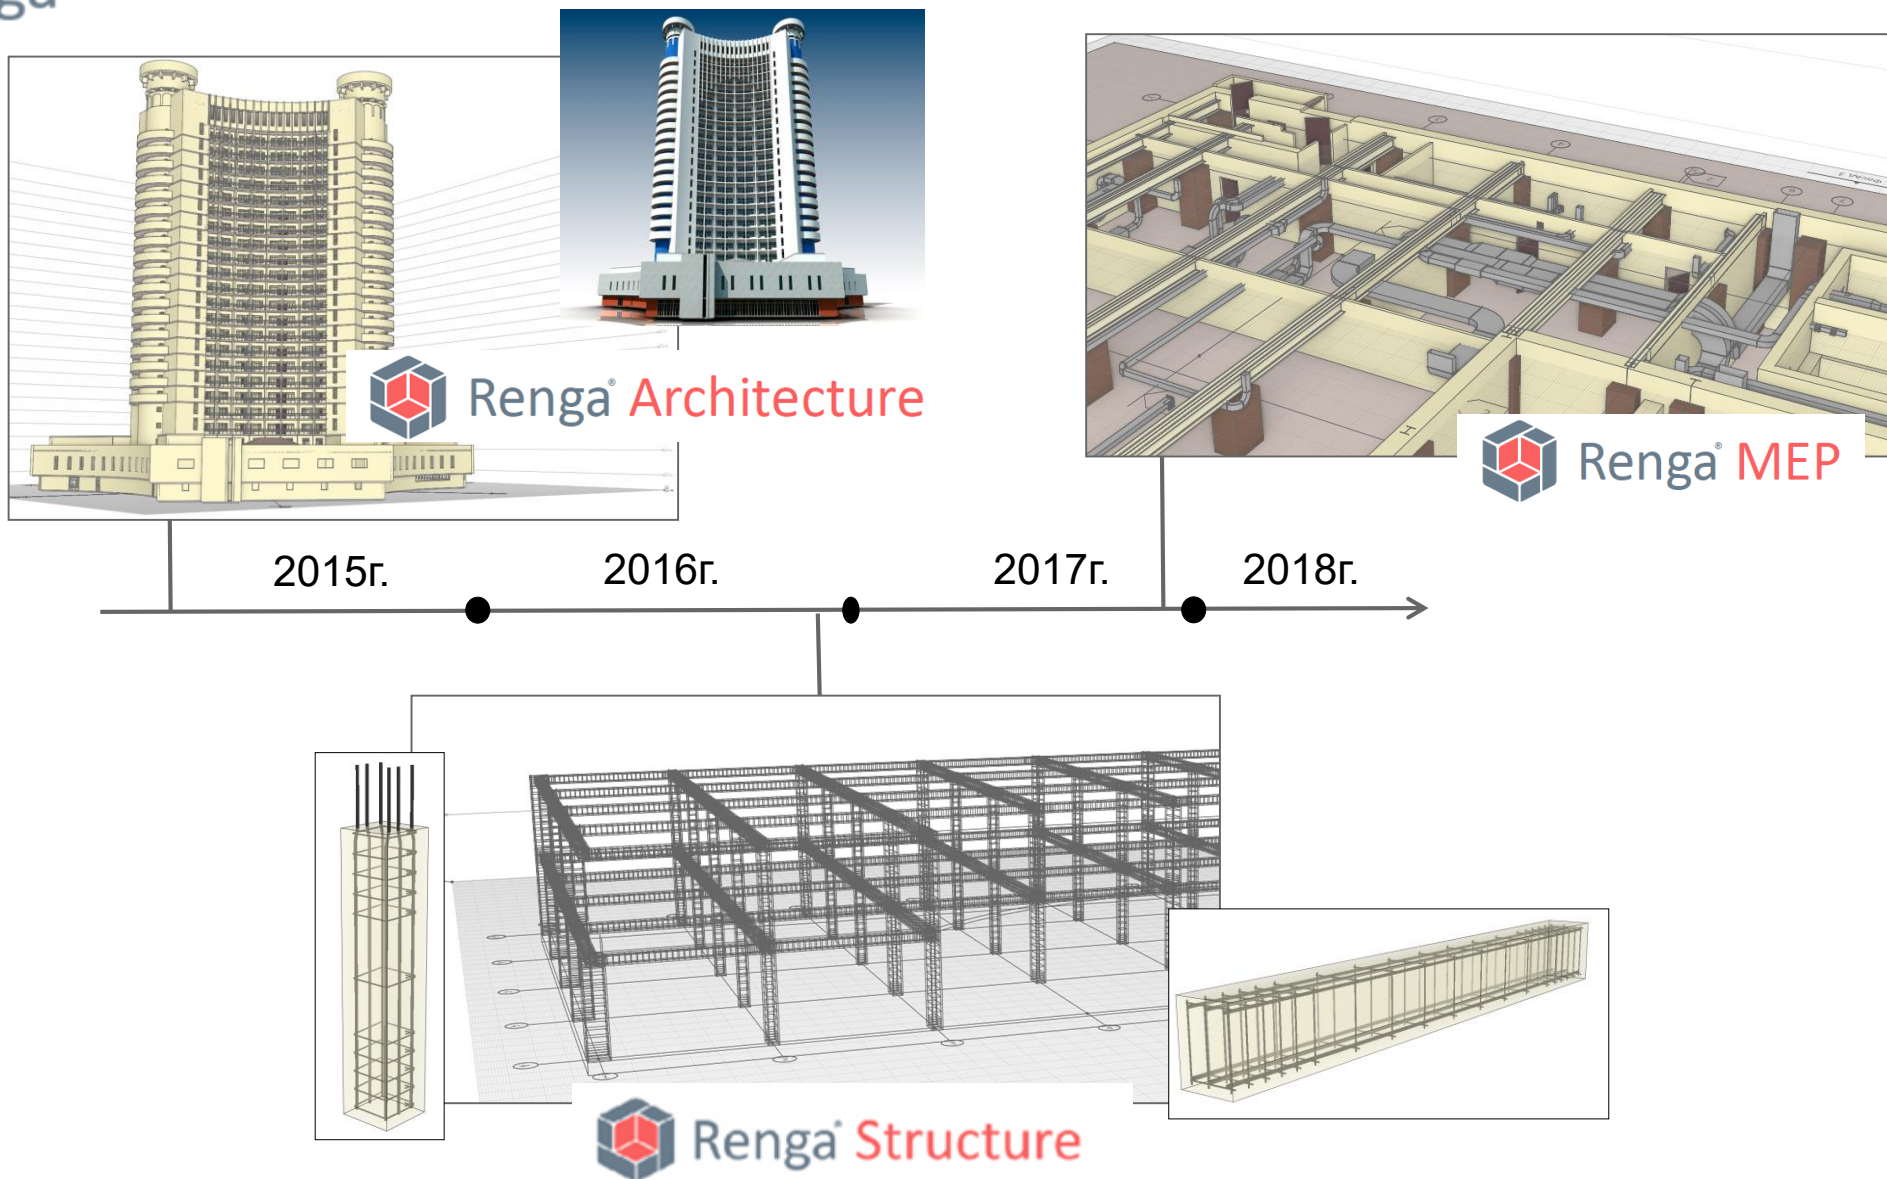 Renga® Architecture
Renga® MEP
2015г.
2016г.
2017г.
2018г.
Renga® Structure